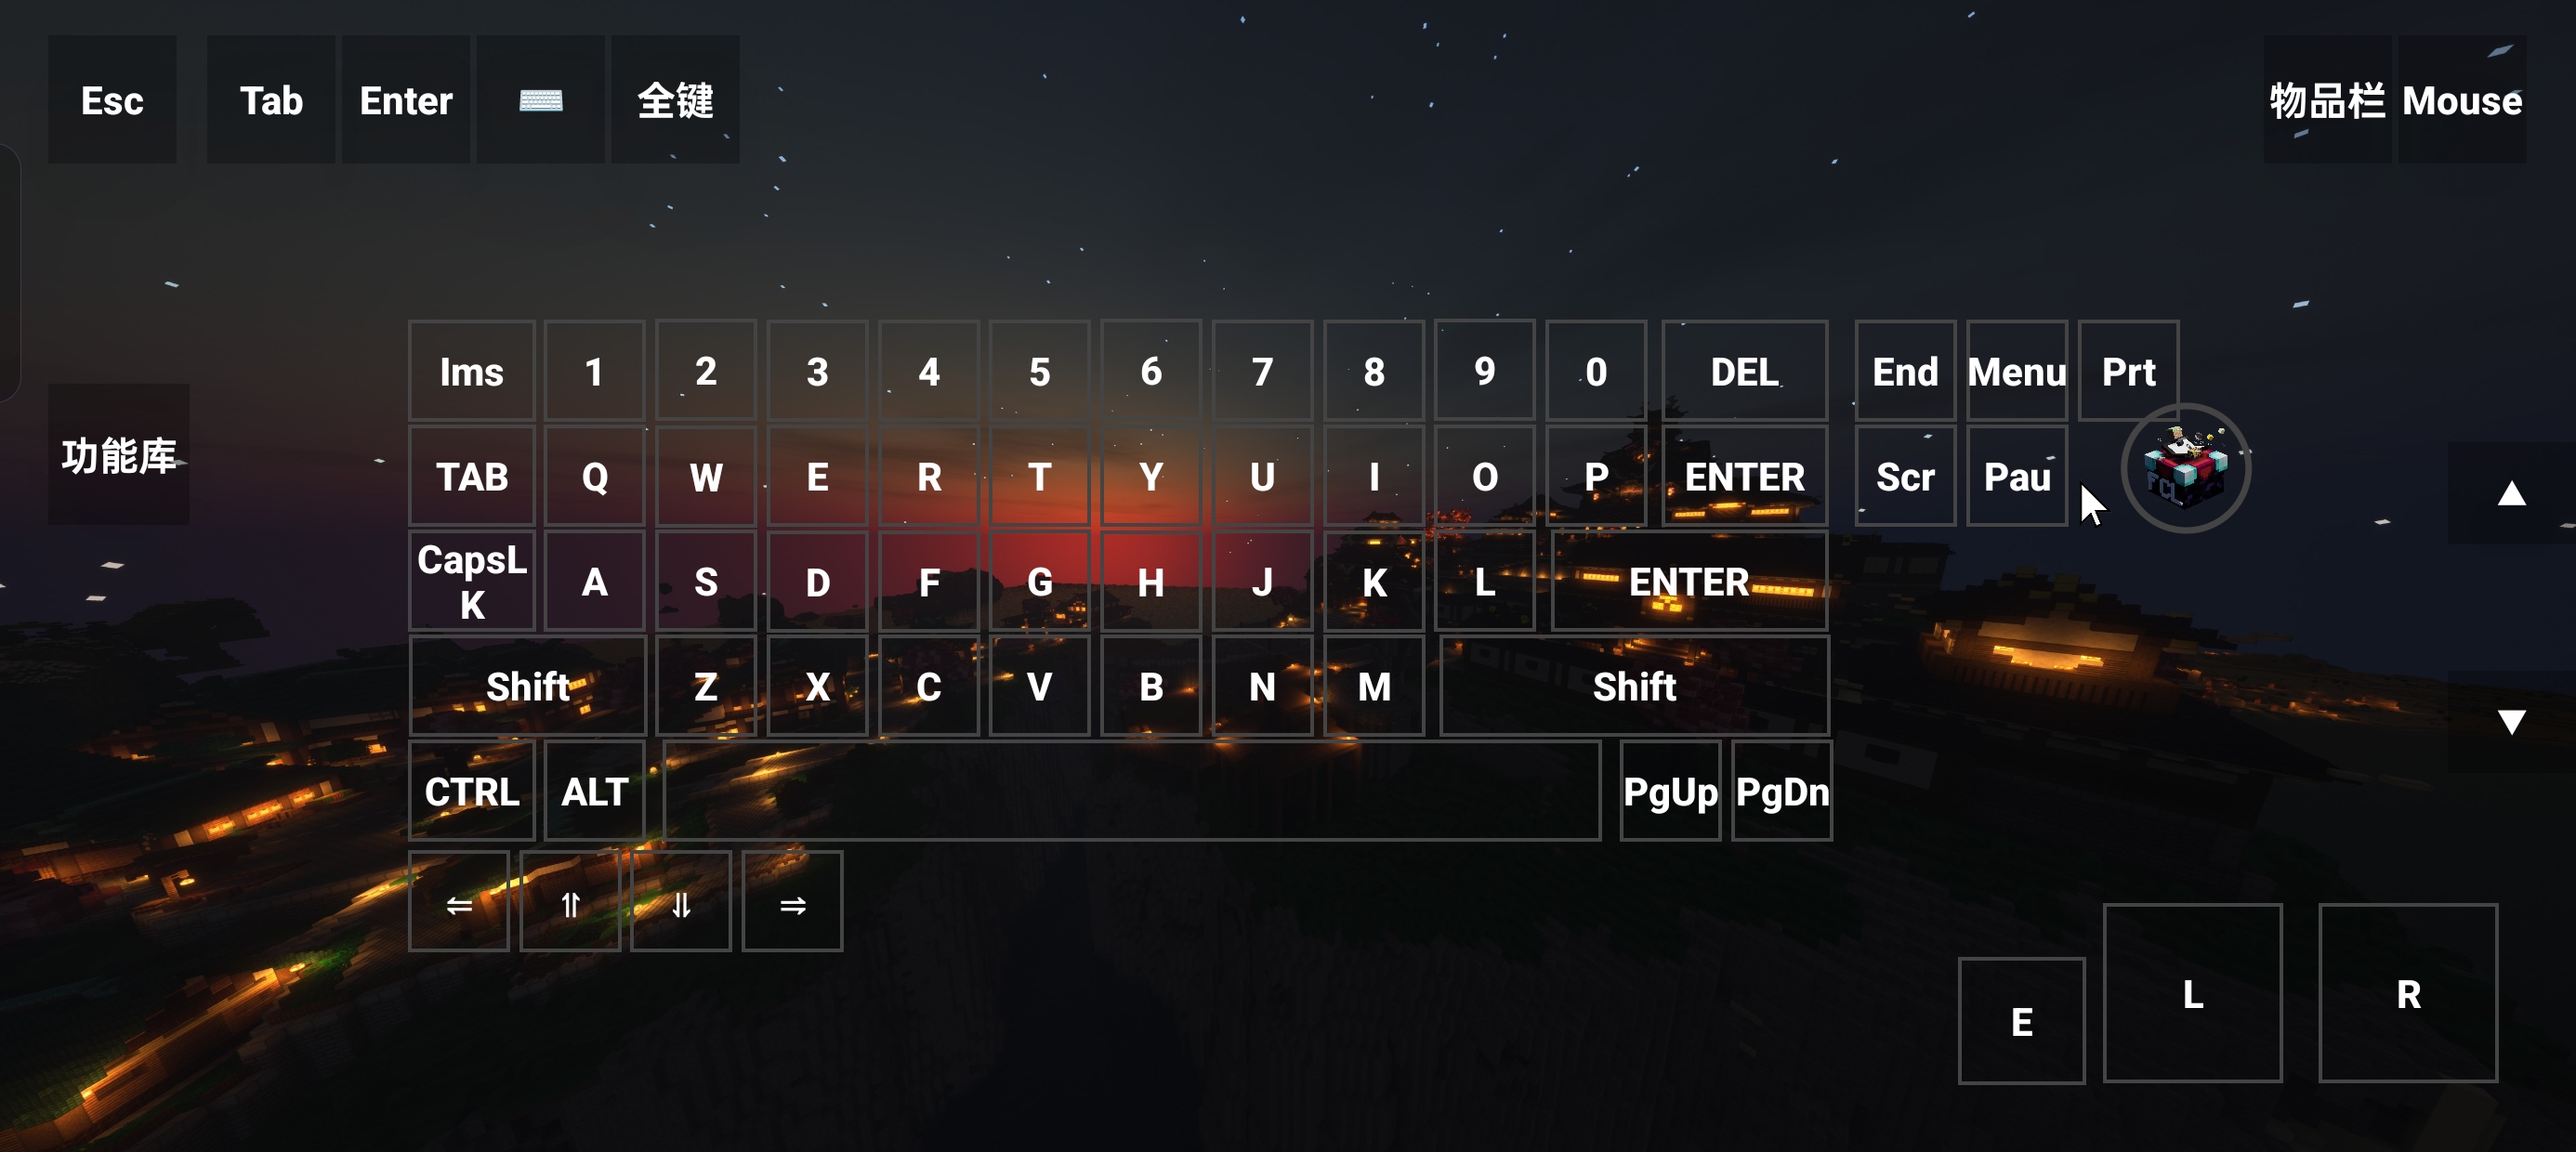 Esc Tab Enter ⌨ 全键 物品栏 Mouse
Ims 1 2 3 4 5 6 7 8 9 0 DEL End Menu Prt
功能库
TAB Q W E R T Y U I O P ENTER Scr Pau
FCL
▲
CapsL
K
A S D F G H J K L ENTER
Shift Z X C V B N M Shift
▼
CTRL ALT PgUp PgDn
⇐ ⇑ ⇓ ⇒
E L R